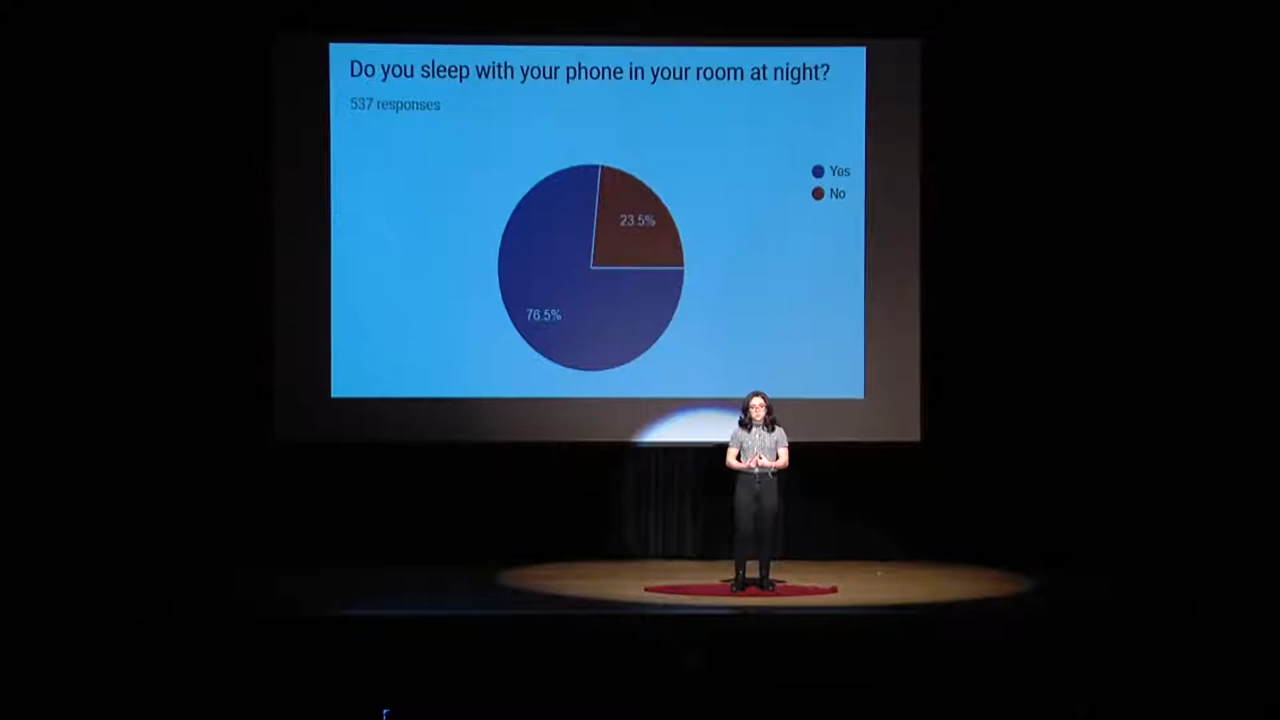 Do you sleep with your phone in your room at night?
537 responses
Yes
No
23.5%
76.5%